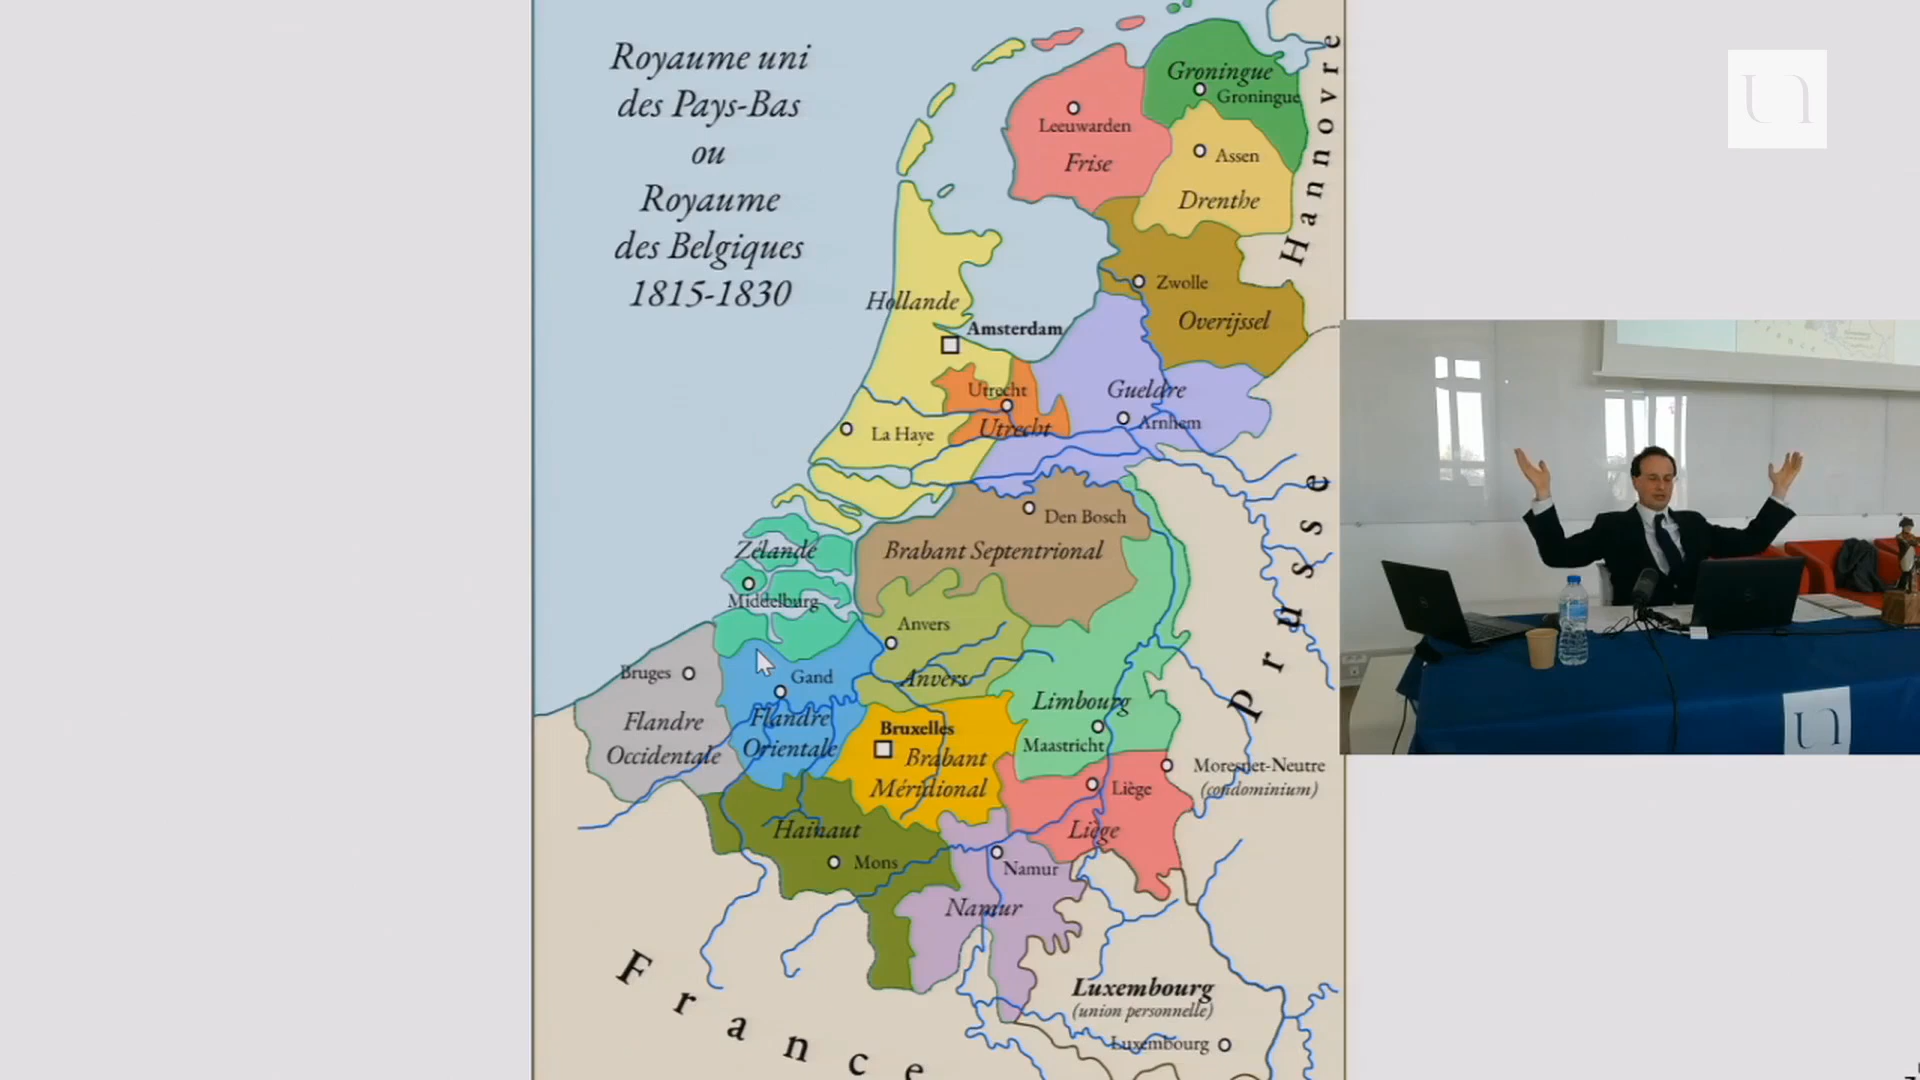 Royaume uni
des Pays-Bas
ou
Royaume
des Belgiques
1815-1830
Groningue
Groningue
Leeuwarden
Frise
Assen
Drenthe
Hannovre
Zwolle
Overijssel
Hollande
Amsterdam
Utrecht
Utrecht
Gueldre
Arnhem
La Haye
Den Bosch
Brabant Septentrional
Zélande
Middelburg
Prusse
Anvers
Anvers
Bruges
Gand
Flandre
Occidentale
Flandre
Orientale
Bruxelles
Brabant
Méridional
Limbourg
Maastricht
Moresnet-Neutre
(condominium)
Liège
Liège
Hainaut
Mons
Namur
Namur
France
Luxembourg
(union personnelle)
Luxembourg